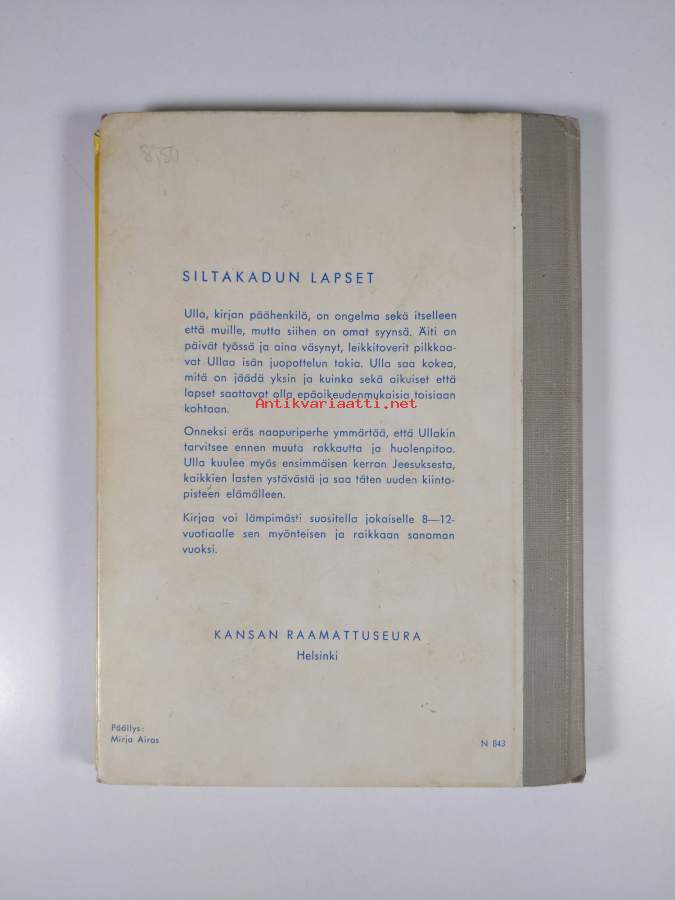 8,50
SILTAKADUN LAPSET
Ulla, kirjan päähenkilö, on ongelma sekä itselleen
että muille, mutta siihen on omat syynsä. Äiti on
päivät työssä ja aina väsynyt, leikkitoverit pilkkaa-
vat Ullaa isän juopottelun takia. Ulla saa kokea,
mitä on jäädä yksin ja kuinka sekä aikuiset että
lapset saattavat olla epäoikeudenmukaisia toisiaan
kohtaan.
Antikvariaatti.net
Onneksi eräs naapuriperhe ymmärtää, että Ullakin
tarvitsee ennen muuta rakkautta ja huolenpitoa.
Ulla kuulee myös ensimmäisen kerran Jeesuksesta,
kaikkien lasten ystävästä ja saa täten uuden kiinto-
pisteen elämälleen.
Kirjaa voi lämpimästi suositella jokaiselle 8—12-
vuotiaalle sen myönteisen ja raikkaan sanoman
vuoksi.
KANSAN RAAMATTUSEURA
Helsinki
Päällys:
Mirja Airas
N 843